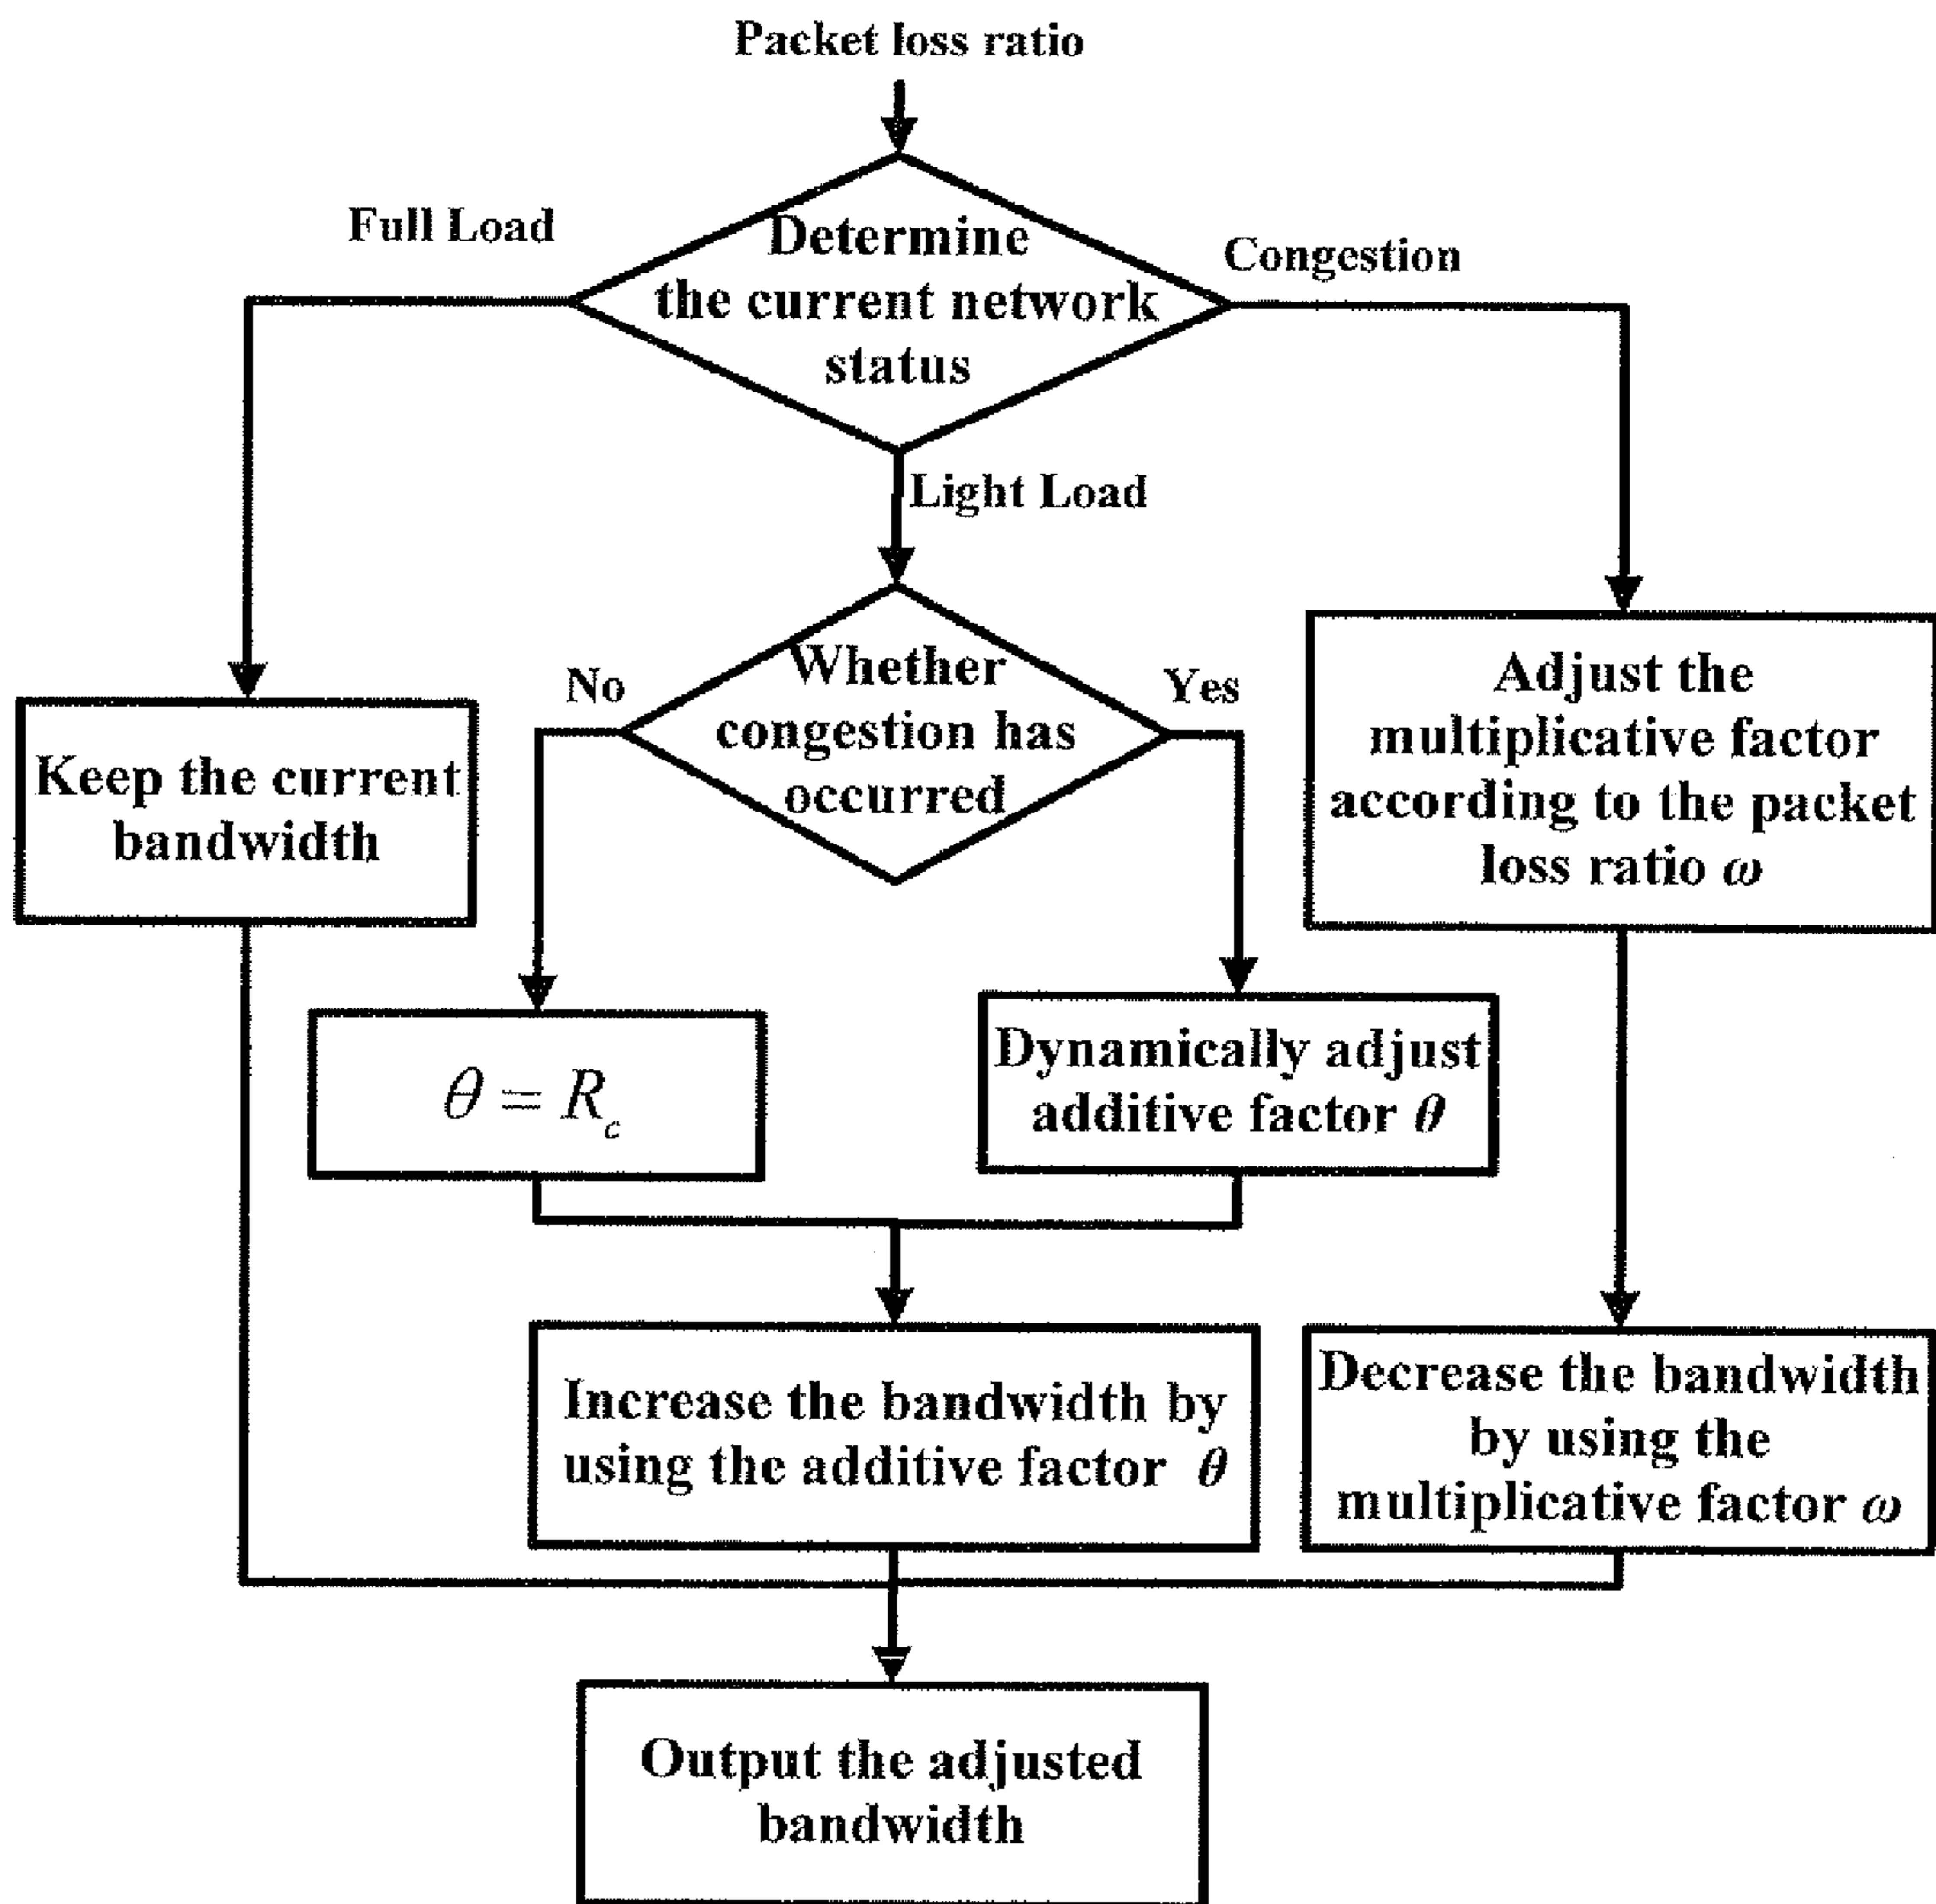 Packet loss ratio
Full Load
Determine
the current network
status
Congestion
Light Load
Keep the current
bandwidth
No
Whether
congestion has
occurred
Yes
Adjust the
multiplicative factor
according to the packet
loss ratio ω
θ = R_c
Dynamically adjust
additive factor θ
Increase the bandwidth by
using the additive factor θ
Decrease the bandwidth
by using the
multiplicative factor ω
Output the adjusted
bandwidth